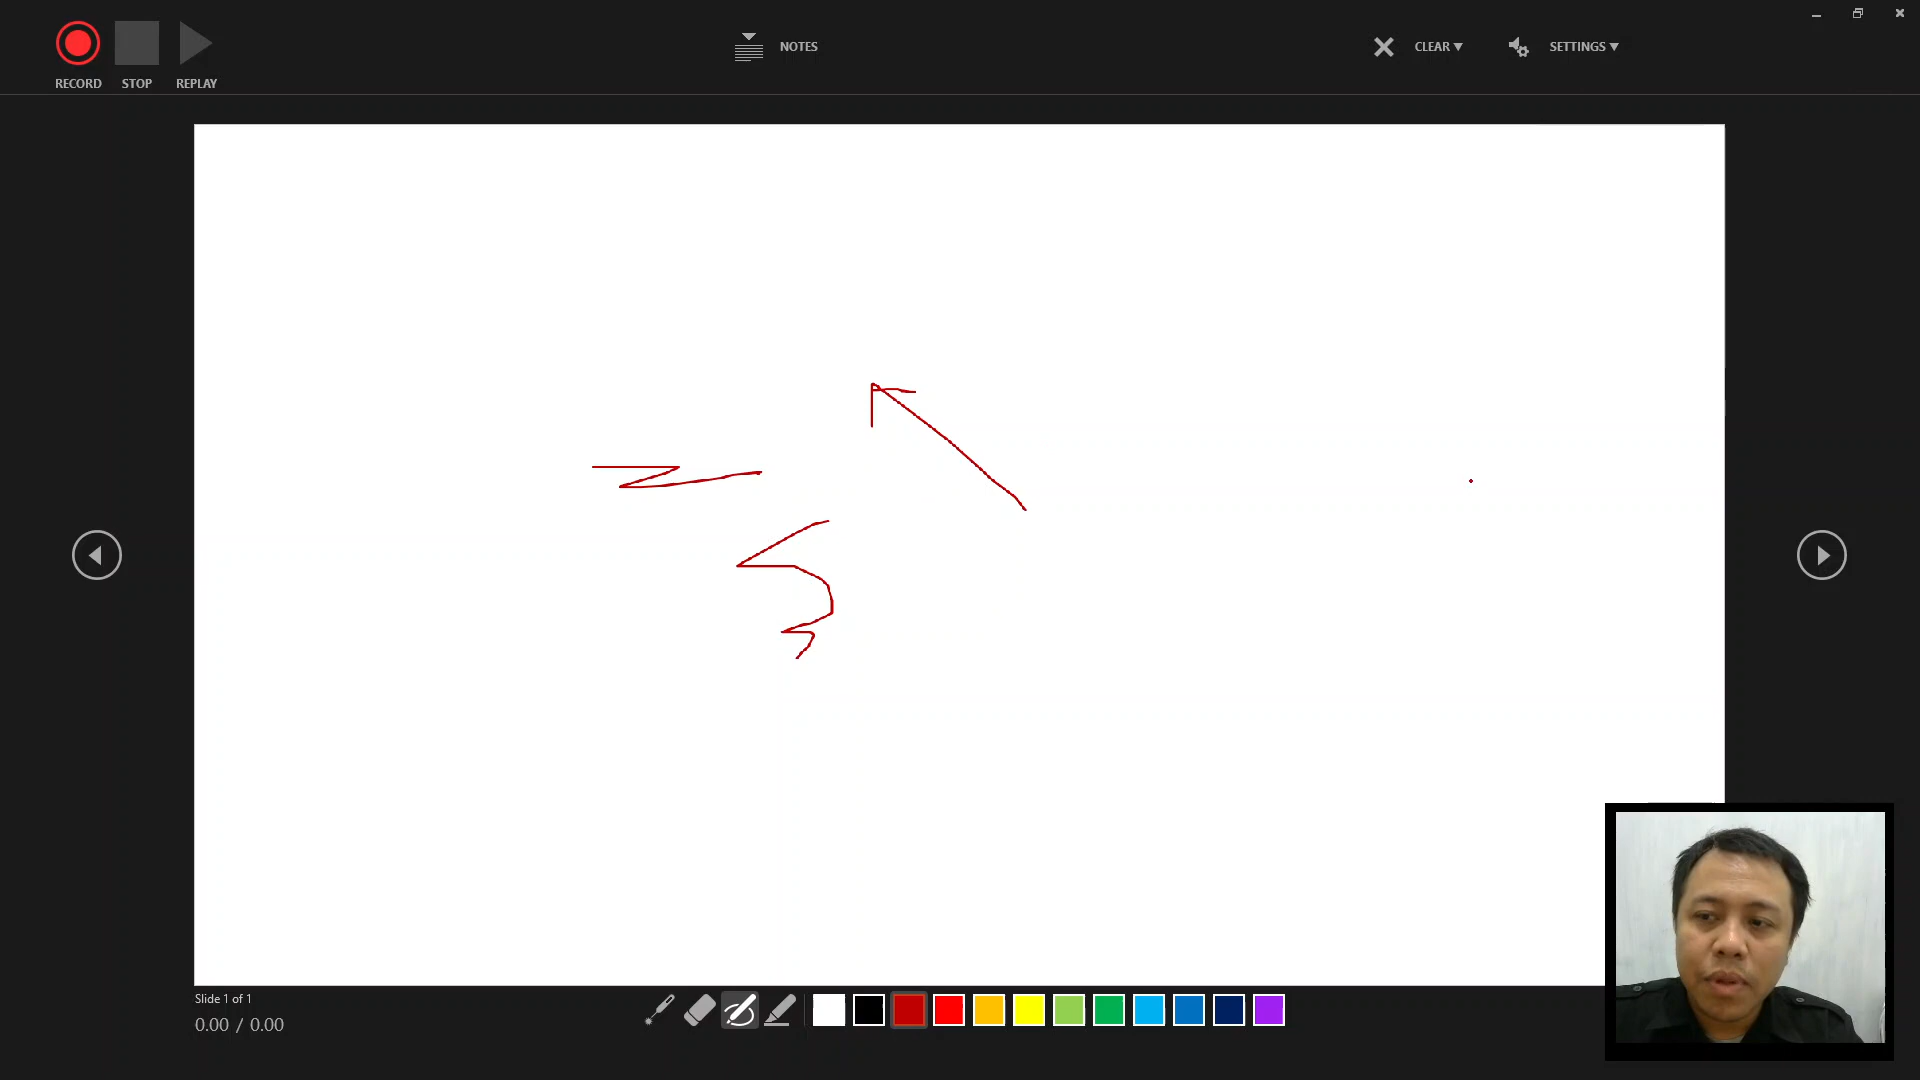 RECORD STOP REPLAY
NOTES
CLEAR
SETTINGS
Slide 1 of 1
0.00 / 0.00